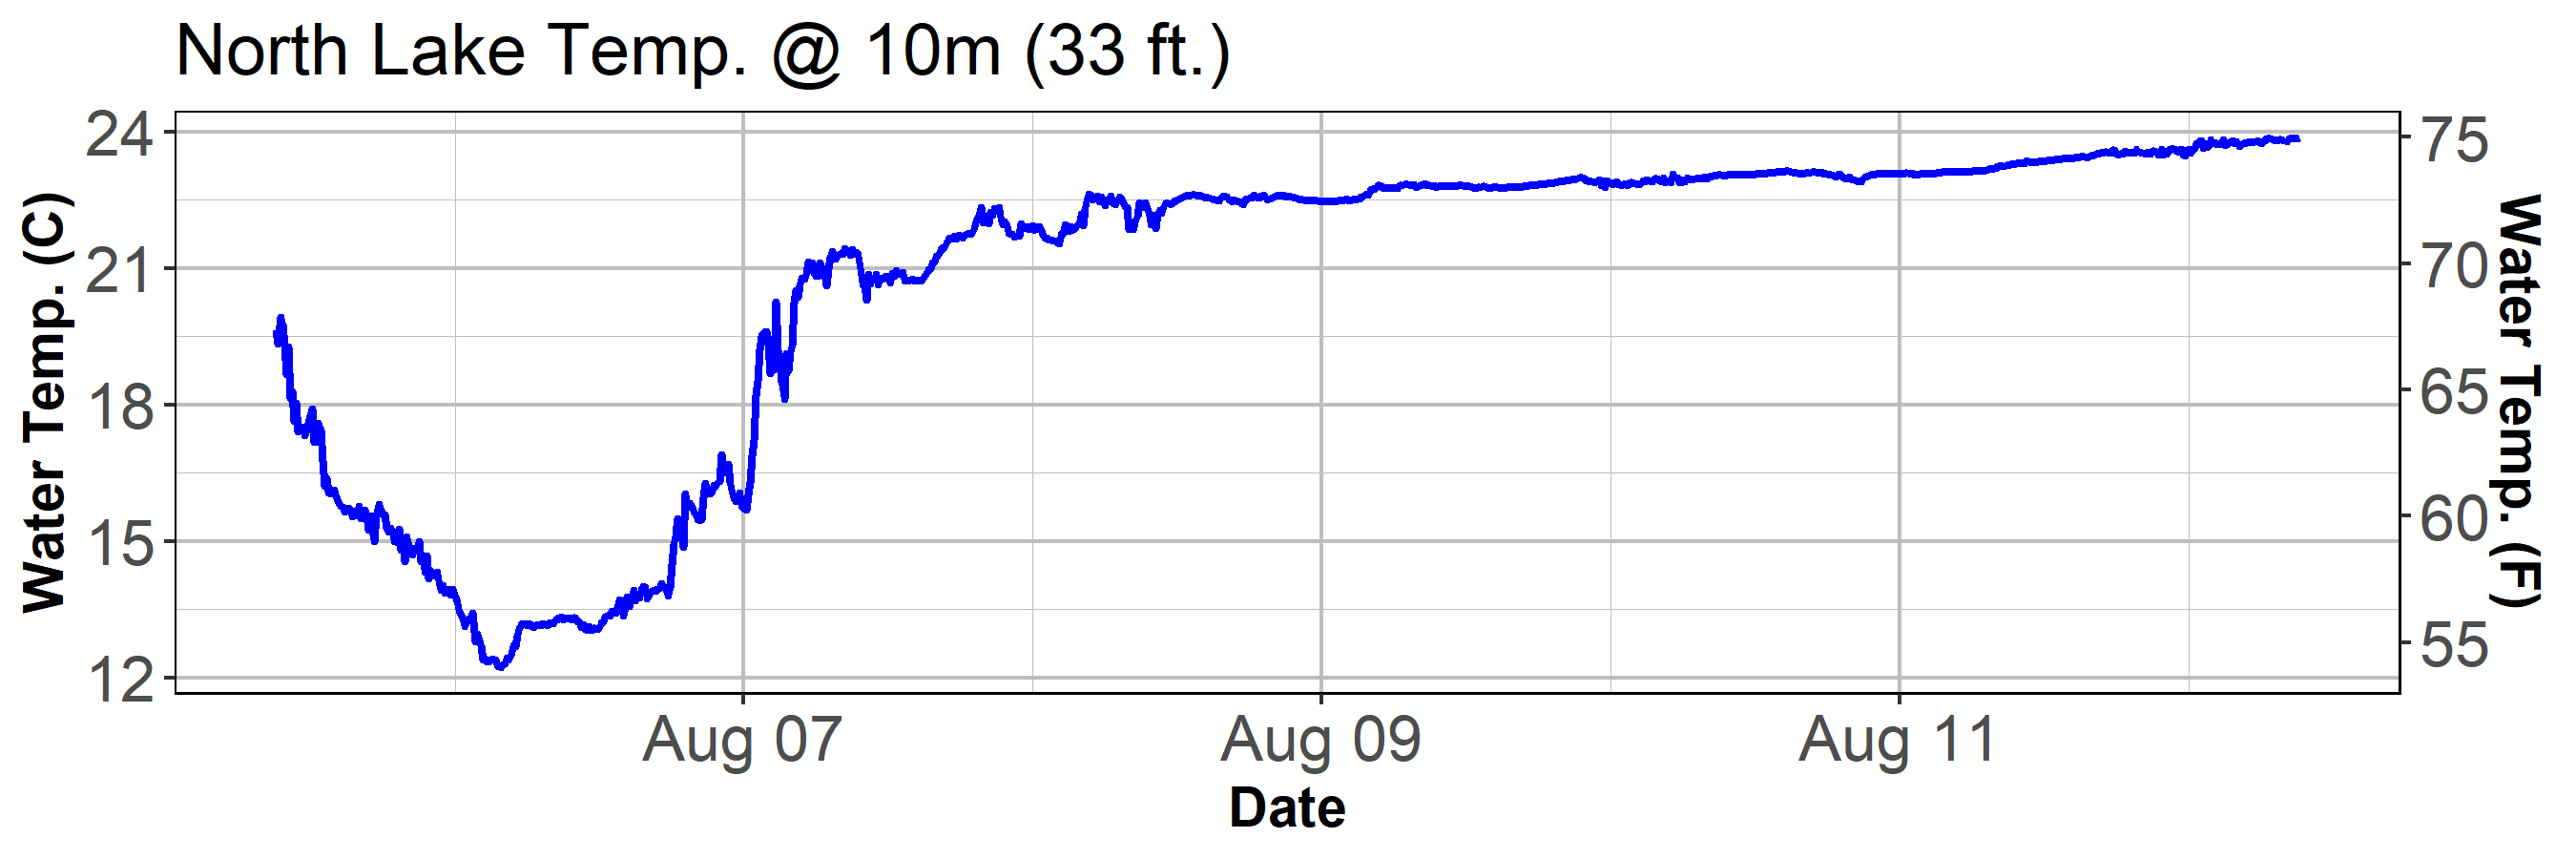 North Lake Temp. @ 10m (33 ft.)
Water Temp. (C)
24
21
18
15
12
75
70
65
60
55
Water Temp. (F)
Aug 07 Aug 09 Aug 11
Date